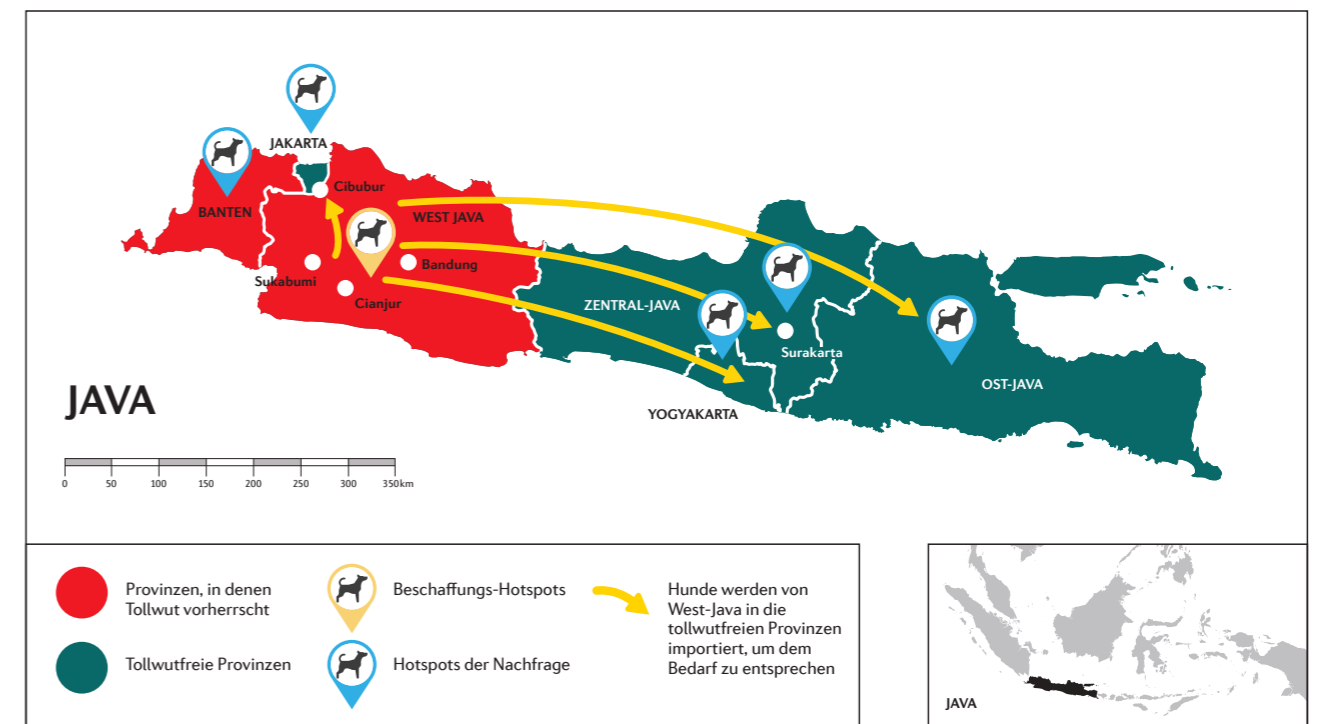 JAKARTA
Cibubur
BANTEN
WEST JAVA
Sukabumi
Bandung
Cianjur
ZENTRAL-JAVA
Surakarta
OST-JAVA
YOGYAKARTA
JAVA
0 50 100 150 200 250 300 350km
Provinzen, in denen
Tollwut vorherrscht
Tollwutfreie Provinzen
Beschaffungs-Hotspots
Hotspots der Nachfrage
Hunde werden von
West-Java in die
tollwutfreien Provinzen
importiert, um dem
Bedarf zu entsprechen
JAVA